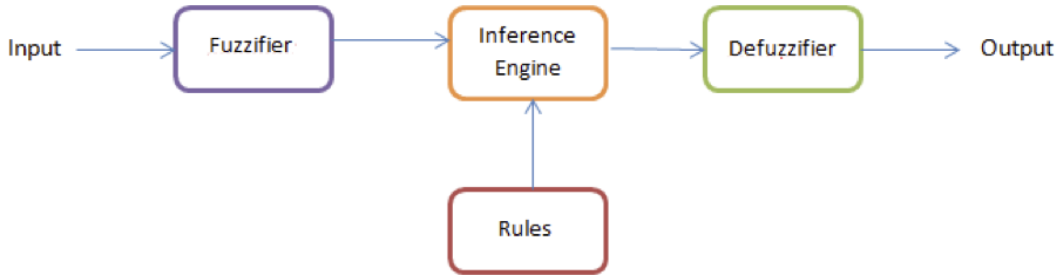 Input
Fuzzifier
Inference
Engine
Defuzzifier
Output
Rules